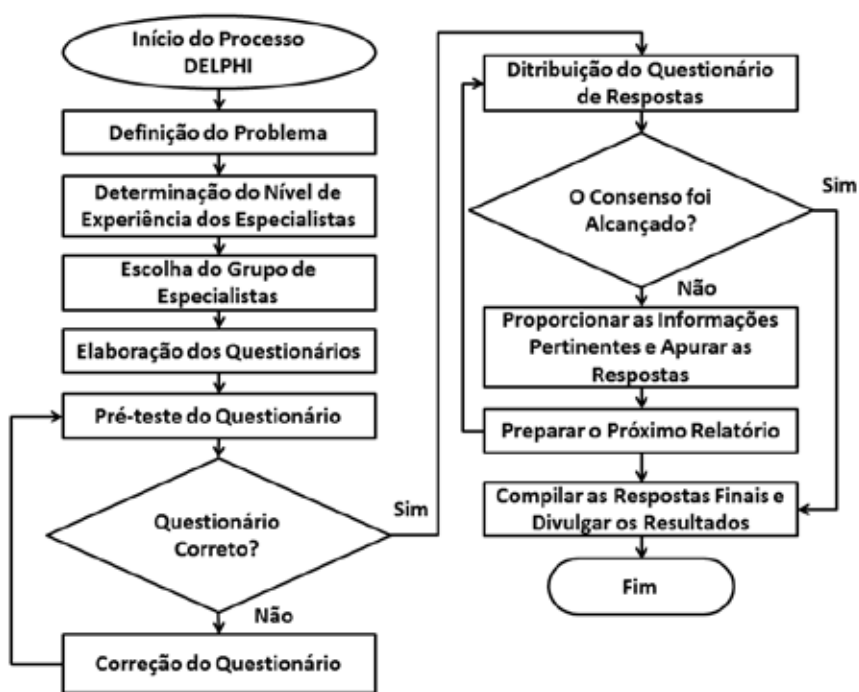 Início do Processo
DELPHI
Definição do Problema
Determinação do Nível de
Experiência dos Especialistas
Escolha do Grupo de
Especialistas
Elaboração dos Questionários
Pré-teste do Questionário
Questionário
Correto?
Sim
Não
Correção do Questionário
Ditribuição do Questionário
de Respostas
O Consenso foi
Alcançado?
Sim
Não
Proporcionar as Informações
Pertinentes e Apurar as
Respostas
Preparar o Próximo Relatório
Compilar as Respostas Finais e
Divulgar os Resultados
Fim